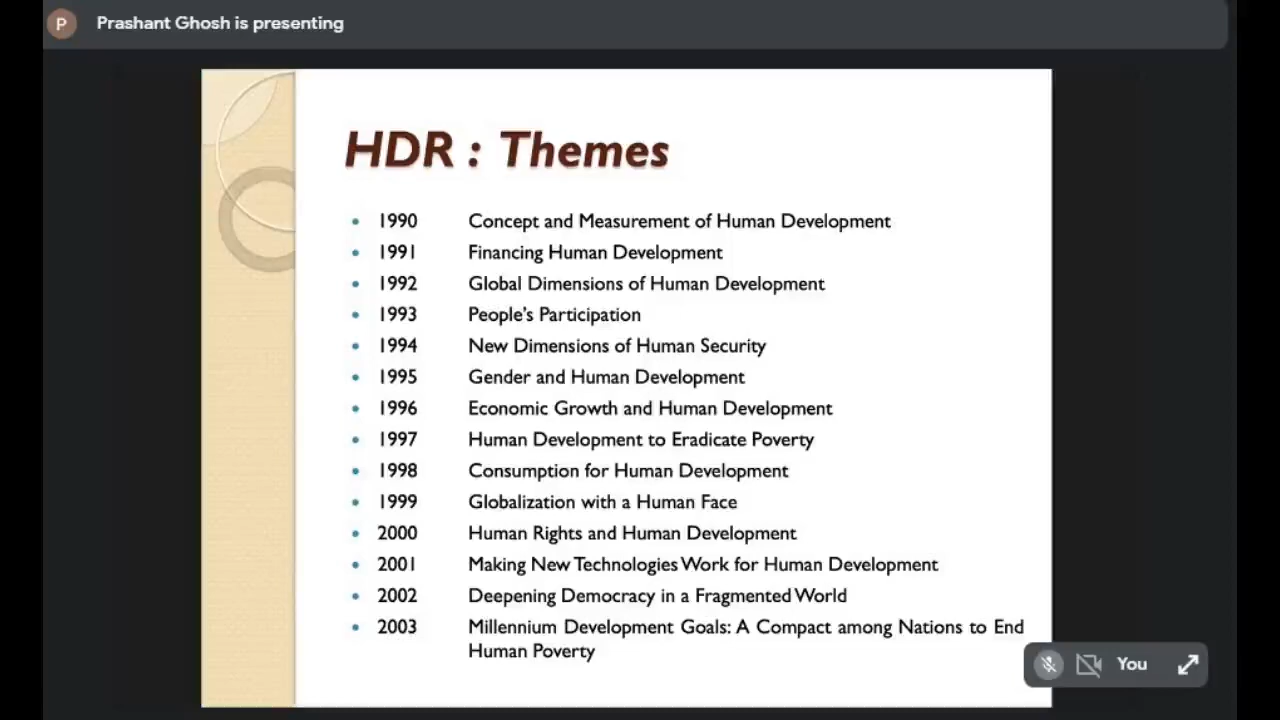 P Prashant Ghosh is presenting
HDR : Themes
• 1990 Concept and Measurement of Human Development
• 1991 Financing Human Development
• 1992 Global Dimensions of Human Development
• 1993 People’s Participation
• 1994 New Dimensions of Human Security
• 1995 Gender and Human Development
• 1996 Economic Growth and Human Development
• 1997 Human Development to Eradicate Poverty
• 1998 Consumption for Human Development
• 1999 Globalization with a Human Face
• 2000 Human Rights and Human Development
• 2001 Making New Technologies Work for Human Development
• 2002 Deepening Democracy in a Fragmented World
• 2003 Millennium Development Goals: A Compact among Nations to End
Human Poverty
You